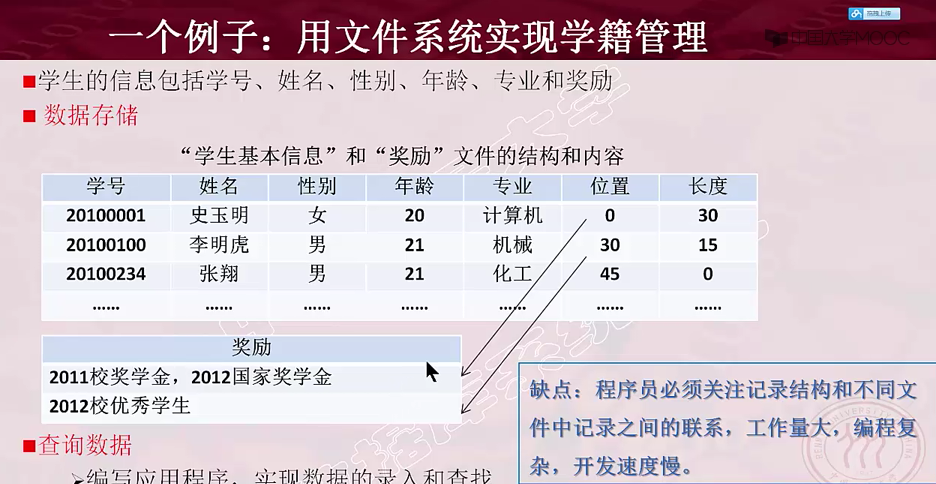 拖拽上传
一个例子：用文件系统实现学籍管理
中国大学MOOC
■学生的信息包括学号、姓名、性别、年龄、专业和奖励
■ 数据存储
“学生基本信息”和“奖励”文件的结构和内容
学号 姓名 性别 年龄 专业 位置 长度
20100001 史玉明 女 20 计算机 0 30
20100100 李明虎 男 21 机械 30 15
20100234 张翔 男 21 化工 45 0
...... ...... ...... ...... ...... ...... ......
奖励
2011校奖学金，2012国家奖学金
2012校优秀学生
缺点：程序员必须关注记录结构和不同文
件中记录之间的联系，工作量大，编程复
杂，开发速度慢。
■查询数据
➢编写应用程序，实现数据的录入和查找